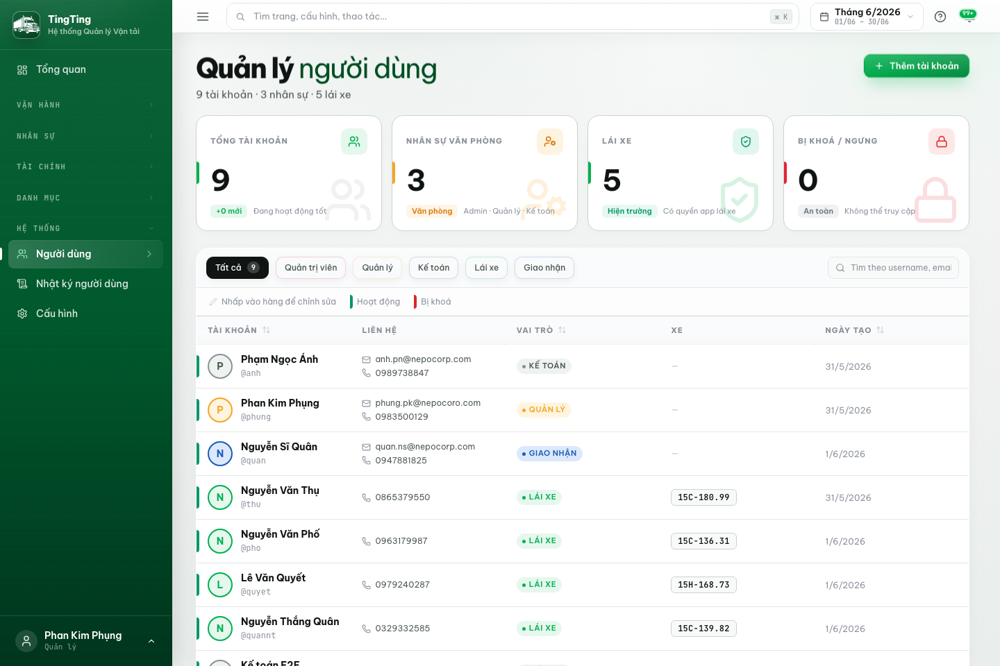 TingTing
Hệ thống Quản lý Vận tải
Tổng quan
VẬN HÀNH
NHÂN SỰ
TÀI CHÍNH
DANH MỤC
HỆ THỐNG
Người dùng
Nhật ký người dùng
Cấu hình
Phan Kim Phụng
Quản lý
Tìm trang, cấu hình, thao tác...
⌘ K
Tháng 6/2026
01/06 – 30/06
99+
Quản lý người dùng
9 tài khoản · 3 nhân sự · 5 lái xe
+ Thêm tài khoản
TỔNG TÀI KHOẢN
9
+0 mới Đang hoạt động tốt
NHÂN SỰ VĂN PHÒNG
3
Văn phòng Admin · Quản lý · Kế toán
LÁI XE
5
Hiện trường Có quyền app lái xe
BỊ KHOÁ / NGƯNG
0
An toàn Không thể truy cập
Tất cả 9 Quản trị viên Quản lý Kế toán Lái xe Giao nhận
Tìm theo username, emai
Nhấp vào hàng để chỉnh sửa Hoạt động Bị khoá
TÀI KHOẢN LIÊN HỆ VAI TRÒ XE NGÀY TẠO
P Phạm Ngọc Ánh @anh anh.pn@nepocorp.com 0989738847 KẾ TOÁN — 31/5/2026
P Phan Kim Phụng @phung phung.pk@nepocoro.com 0983500129 QUẢN LÝ — 31/5/2026
N Nguyễn Sĩ Quân @quan quan.ns@nepocorp.com 0947881825 GIAO NHẬN — 1/6/2026
N Nguyễn Văn Thụ @thu 0865379550 LÁI XE 15C-180.99 31/5/2026
N Nguyễn Văn Phố @pho 0963179987 LÁI XE 15C-136.31 1/6/2026
L Lê Văn Quyết @quyet 0979240287 LÁI XE 15H-168.73 1/6/2026
N Nguyễn Thắng Quân @quannt 0329332585 LÁI XE 15C-139.82 1/6/2026
Kế toán E2E